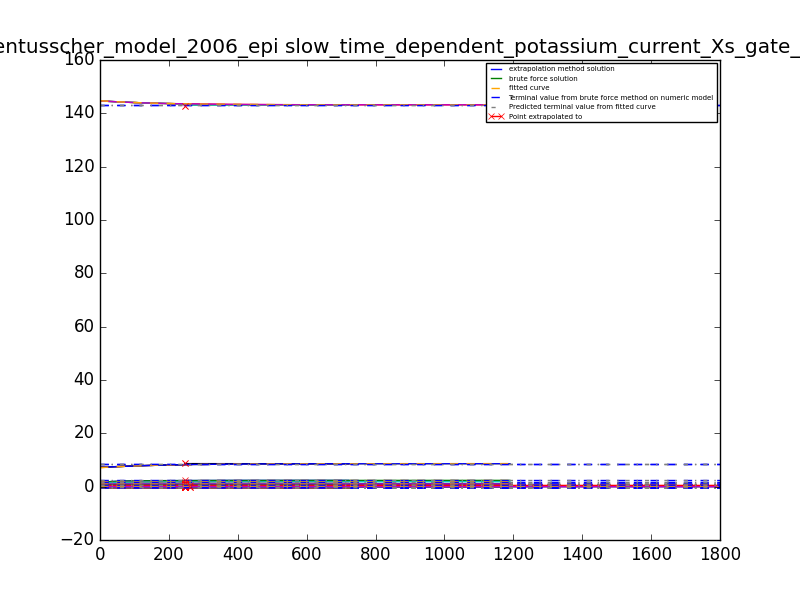 entusscher_model_2006_epi slow_time_dependent_potassium_current_Xs_gate_
160
140
120
100
80
60
40
20
0
−20
0 200 400 600 800 1000 1200 1400 1600 1800
extrapolation method solution
brute force solution
fitted curve
Terminal value from brute force method on numeric model
Predicted terminal value from fitted curve
Point extrapolated to